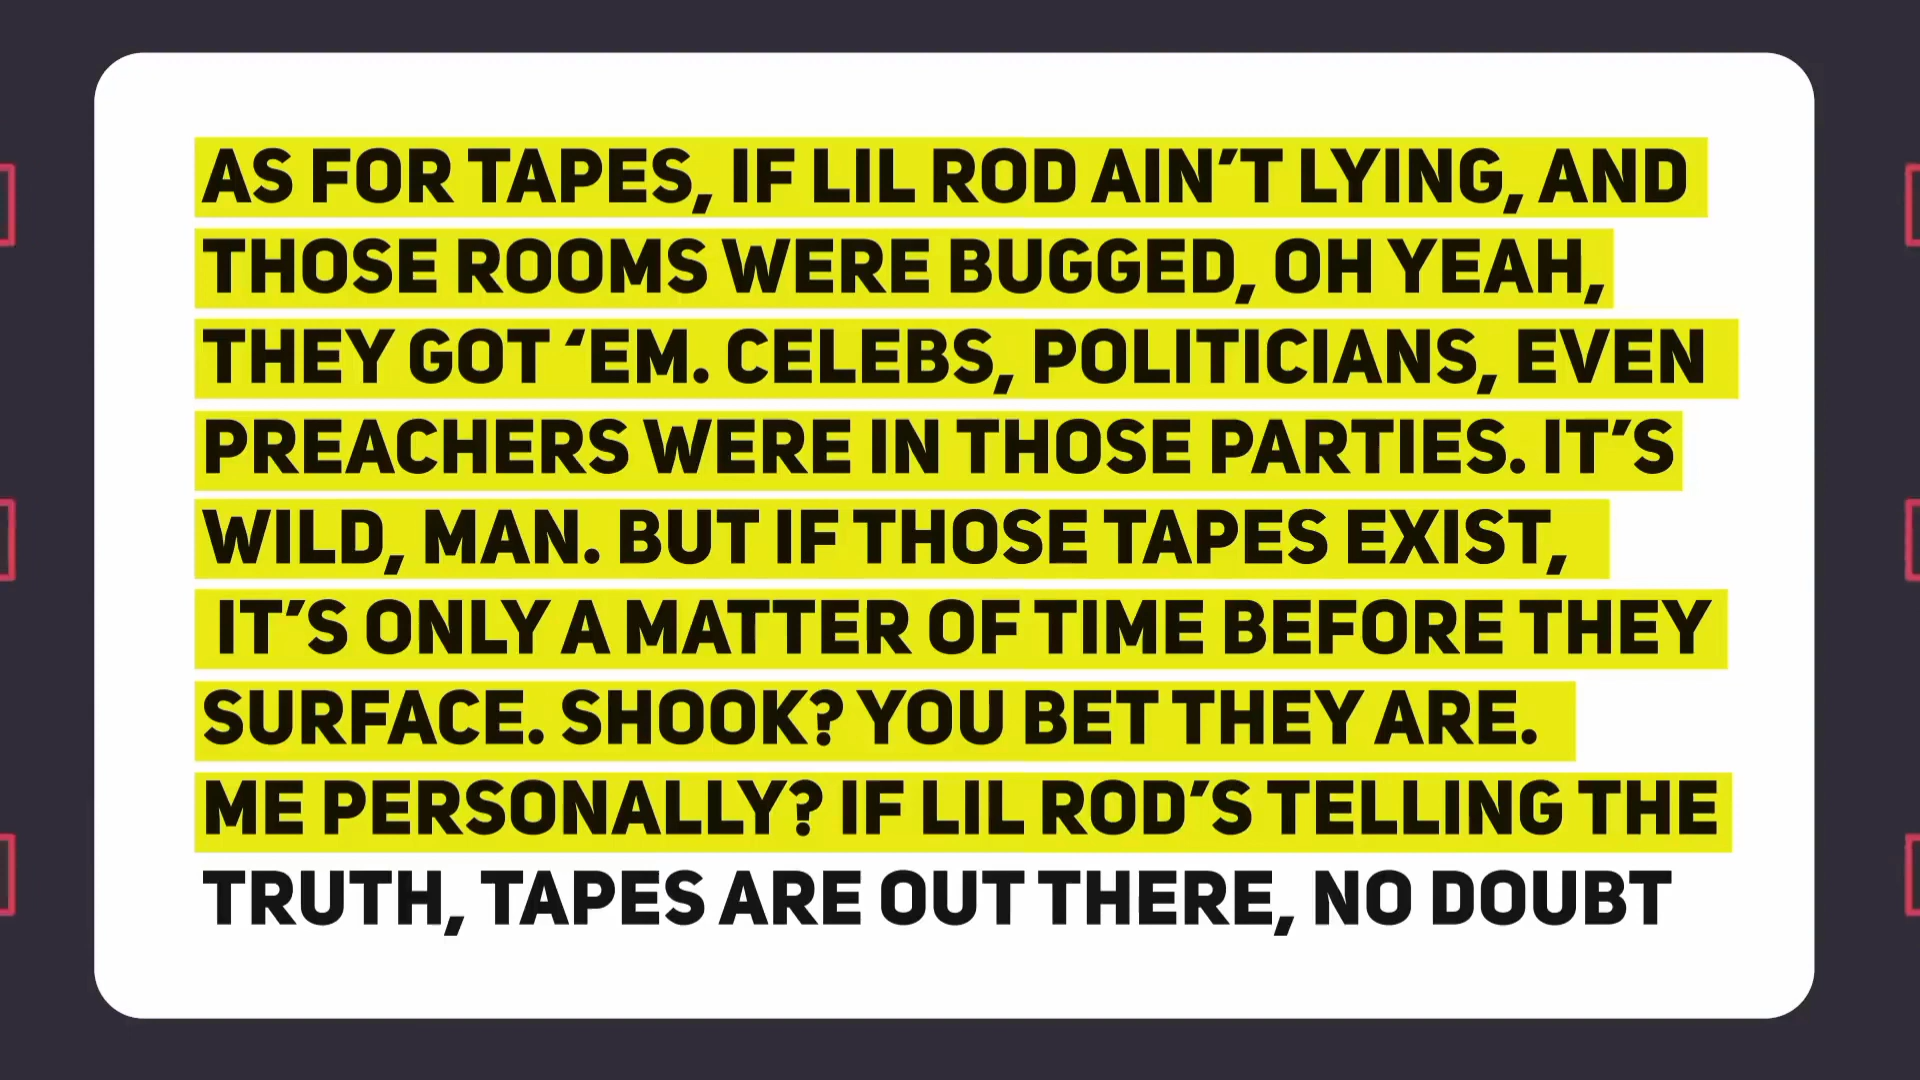 AS FOR TAPES, IF LIL ROD AIN’T LYING, AND
THOSE ROOMS WERE BUGGED, OH YEAH,
THEY GOT ‘EM. CELEBS, POLITICIANS, EVEN
PREACHERS WERE IN THOSE PARTIES. IT’S
WILD, MAN. BUT IF THOSE TAPES EXIST,
IT’S ONLY A MATTER OF TIME BEFORE THEY
SURFACE. SHOOK? YOU BET THEY ARE.
ME PERSONALLY? IF LIL ROD’S TELLING THE
TRUTH, TAPES ARE OUT THERE, NO DOUBT